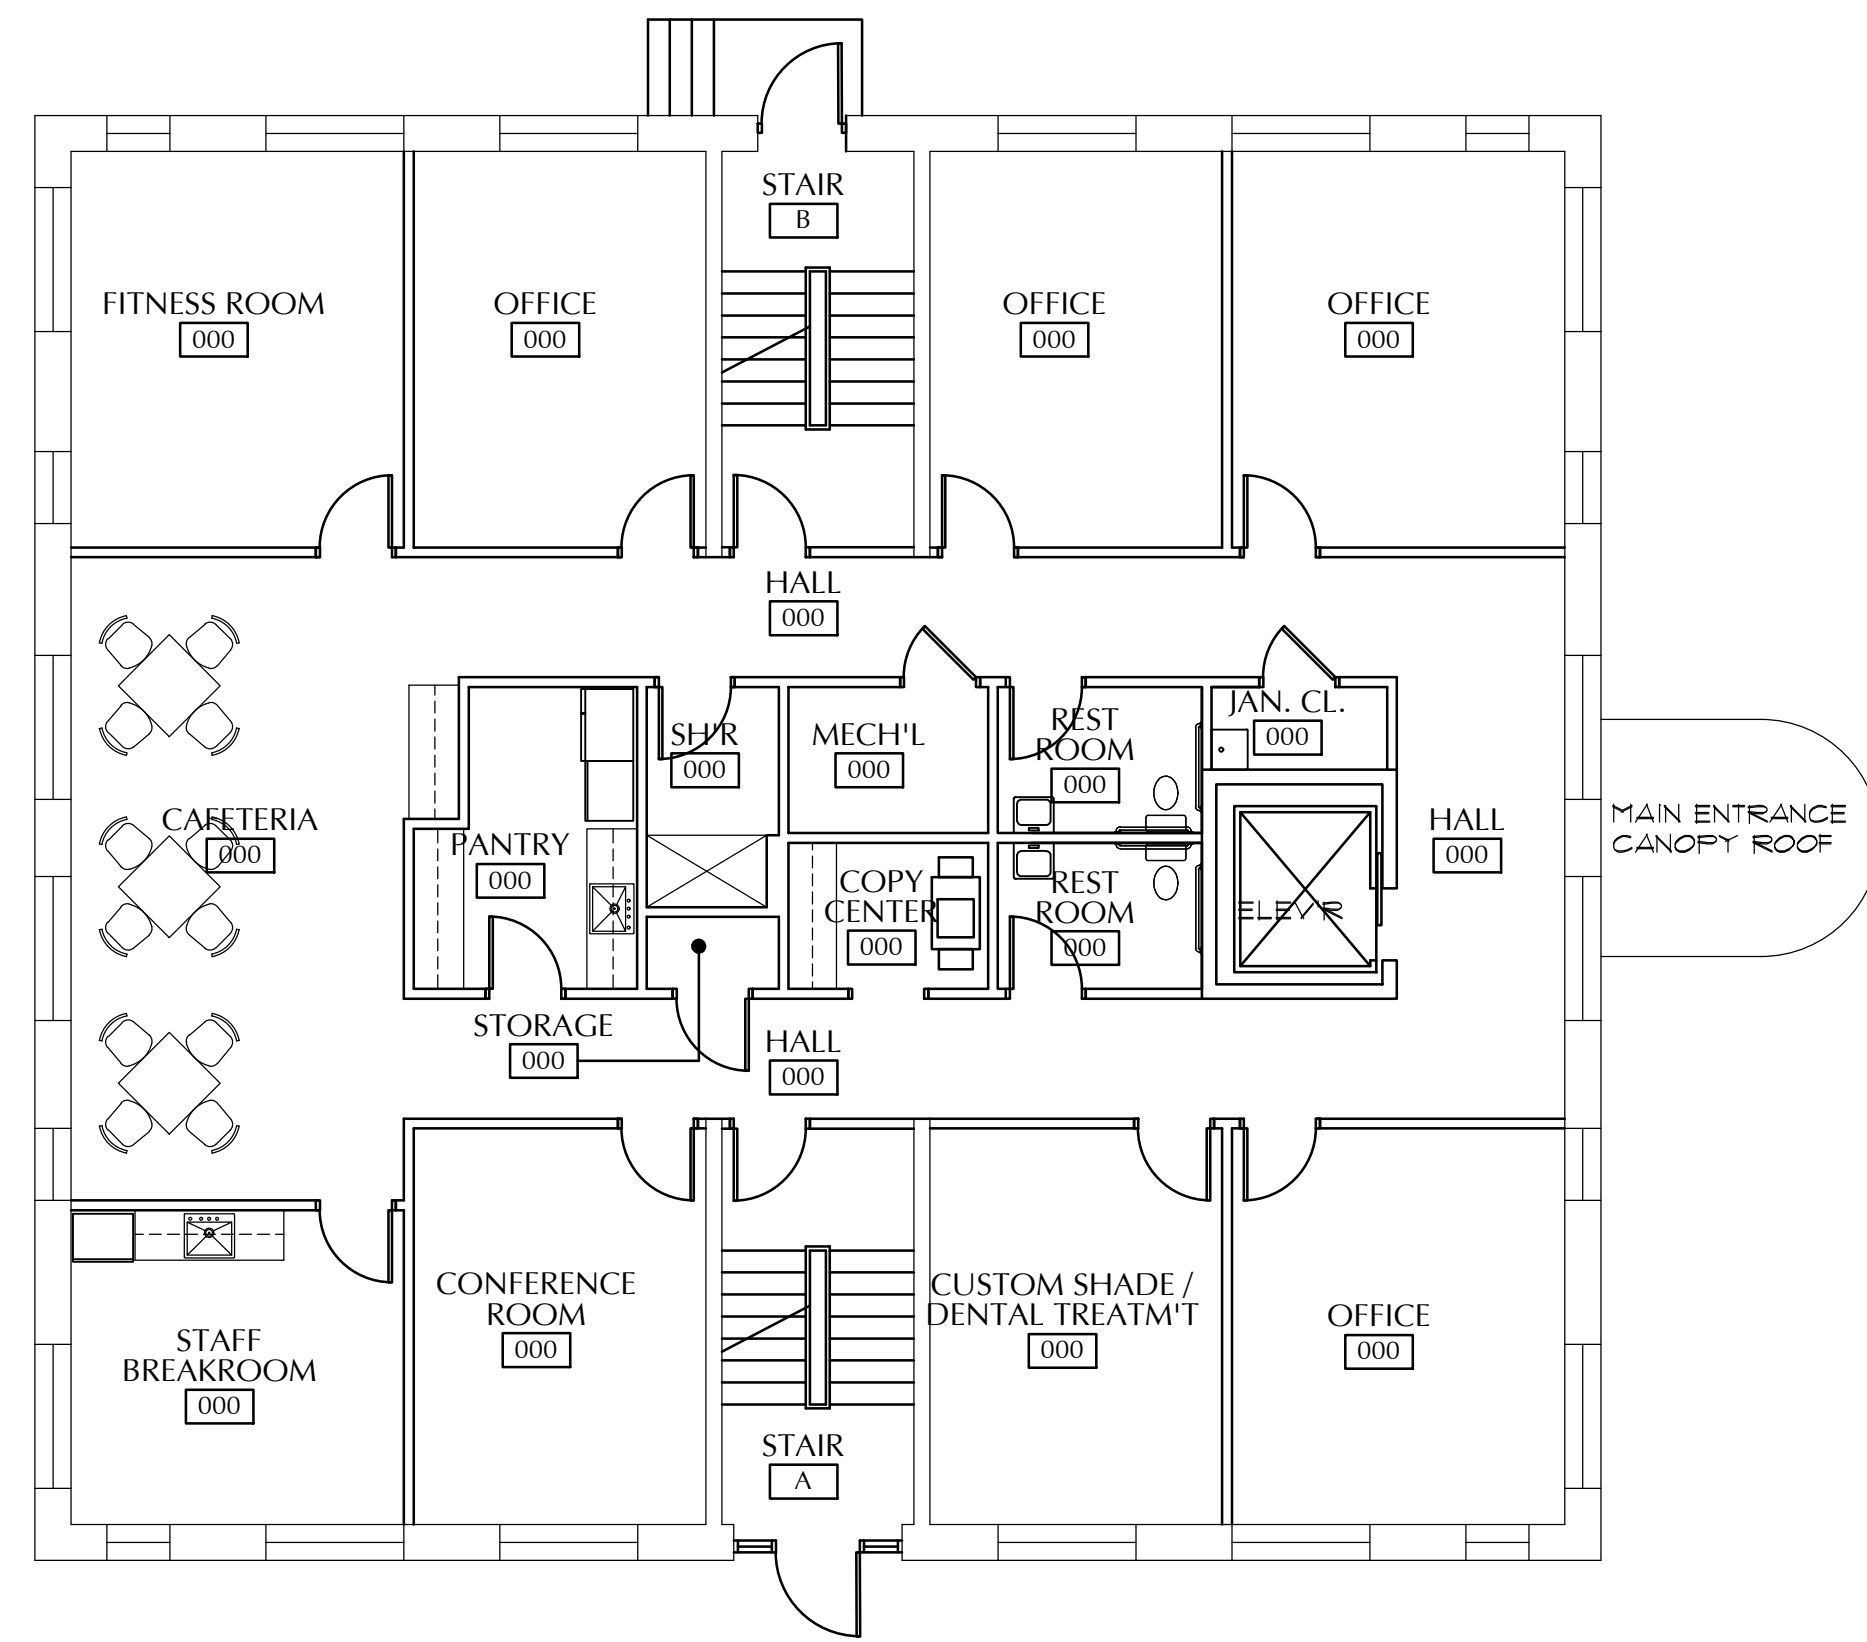 STAIR
B
FITNESS ROOM
000
OFFICE
000
OFFICE
000
OFFICE
000
HALL
000
SH'R
000
MECH'L
000
REST
ROOM
000
JAN. CL.
000
CAFETERIA
000
PANTRY
000
COPY
CENTER
000
REST
ROOM
000
ELEV'R
HALL
000
MAIN ENTRANCE
CANOPY ROOF
STORAGE
000
HALL
000
STAFF
BREAKROOM
000
CONFERENCE
ROOM
000
STAIR
A
CUSTOM SHADE /
DENTAL TREATM'T
000
OFFICE
000